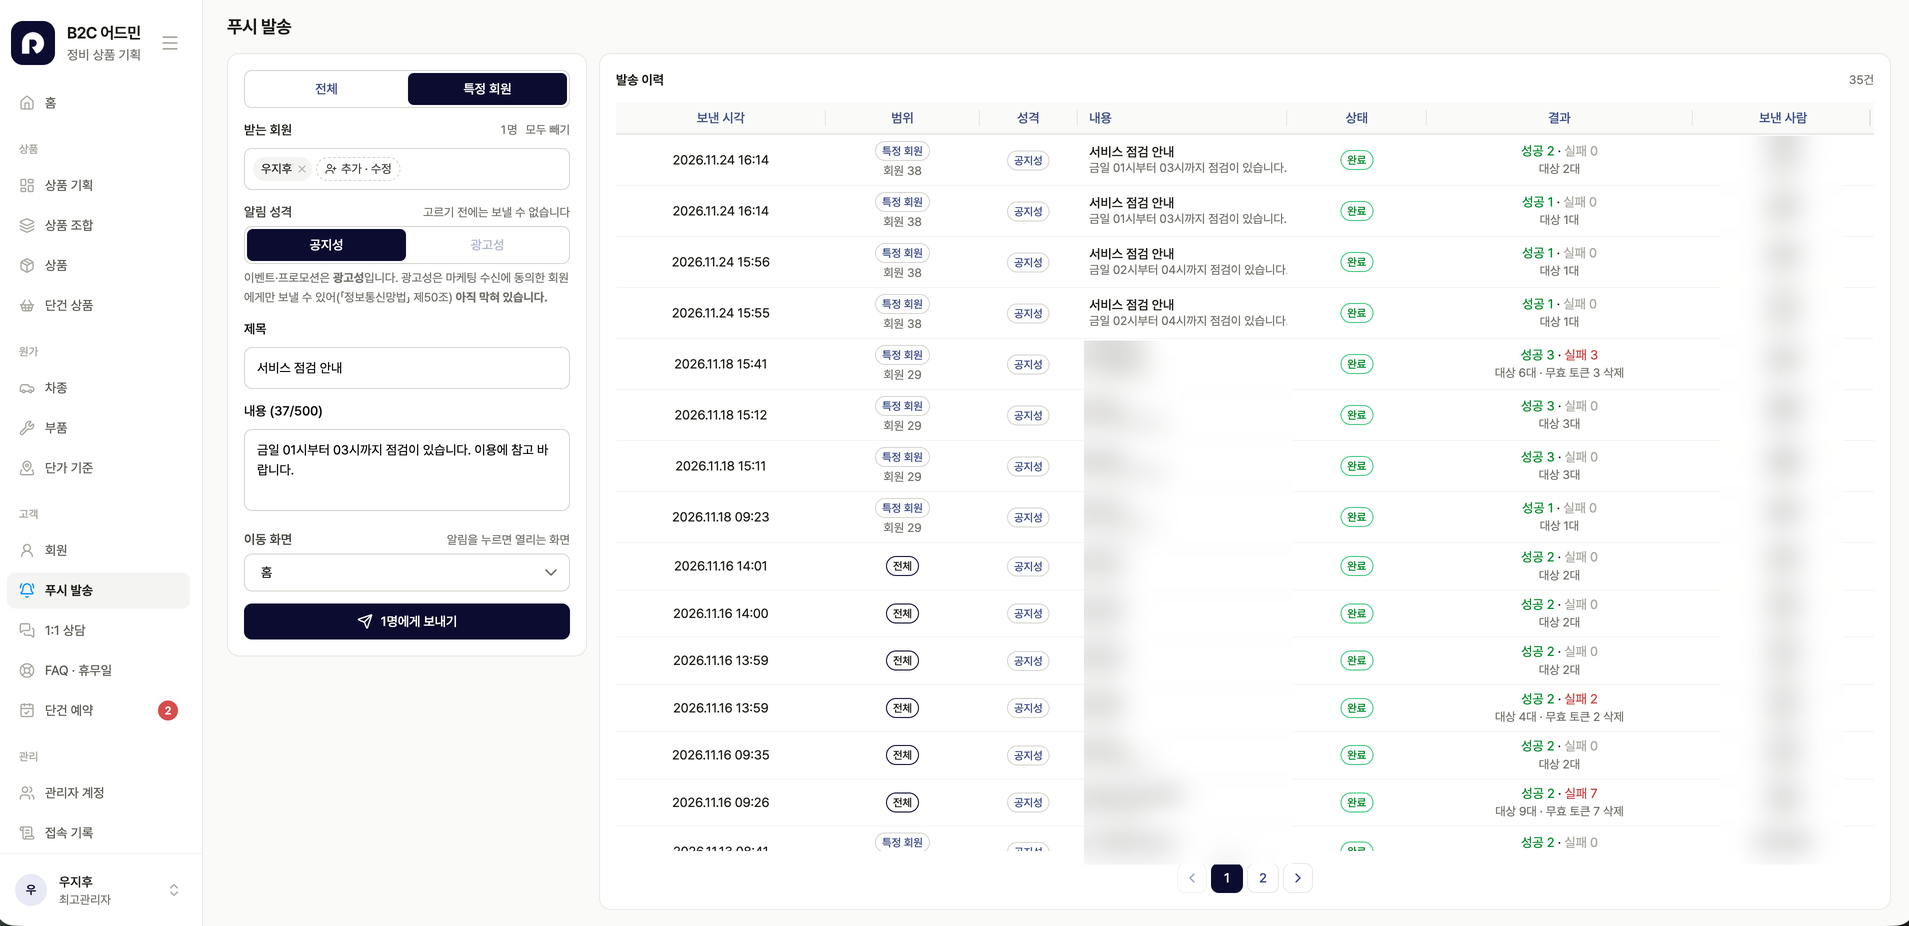 B2C 어드민
정비 상품 기획
홈
상품
상품 기획
상품 조합
상품
단건 상품
원가
차종
부품
단가 기준
고객
회원
푸시 발송
1:1 상담
FAQ · 휴무일
단건 예약 2
관리
관리자 계정
접속 기록
우
우지후
최고관리자
푸시 발송
전체 특정 회원
받는 회원 1명 모두 빼기
우지후 × 추가 · 수정
알림 성격 고르기 전에는 보낼 수 없습니다
공지성 광고성
이벤트·프로모션은 광고성입니다. 광고성은 마케팅 수신에 동의한 회원
에게만 보낼 수 있어(「정보통신망법」 제50조) 아직 막혀 있습니다.
제목
서비스 점검 안내
내용 (37/500)
금일 01시부터 03시까지 점검이 있습니다. 이용에 참고 바
랍니다.
이동 화면 알림을 누르면 열리는 화면
홈
1명에게 보내기
발송 이력 35건
보낸 시각 범위 성격 내용 상태 결과 보낸 사람
2026.11.24 16:14 특정 회원 회원 38 공지성 서비스 점검 안내 금일 01시부터 03시까지 점검이 있습니다. 완료 성공 2 · 실패 0 대상 2대
2026.11.24 16:14 특정 회원 회원 38 공지성 서비스 점검 안내 금일 01시부터 03시까지 점검이 있습니다. 완료 성공 1 · 실패 0 대상 1대
2026.11.24 15:56 특정 회원 회원 38 공지성 서비스 점검 안내 금일 02시부터 04시까지 점검이 있습니다 완료 성공 1 · 실패 0 대상 1대
2026.11.24 15:55 특정 회원 회원 38 공지성 서비스 점검 안내 금일 02시부터 04시까지 점검이 있습니다 완료 성공 1 · 실패 0 대상 1대
2026.11.18 15:41 특정 회원 회원 29 공지성 완료 성공 3 · 실패 3 대상 6대 · 무효 토큰 3 삭제
2026.11.18 15:12 특정 회원 회원 29 공지성 완료 성공 3 · 실패 0 대상 3대
2026.11.18 15:11 특정 회원 회원 29 공지성 완료 성공 3 · 실패 0 대상 3대
2026.11.18 09:23 특정 회원 회원 29 공지성 완료 성공 1 · 실패 0 대상 1대
2026.11.16 14:01 전체 공지성 완료 성공 2 · 실패 0 대상 2대
2026.11.16 14:00 전체 공지성 완료 성공 2 · 실패 0 대상 2대
2026.11.16 13:59 전체 공지성 완료 성공 2 · 실패 0 대상 2대
2026.11.16 13:59 전체 공지성 완료 성공 2 · 실패 2 대상 4대 · 무효 토큰 2 삭제
2026.11.16 09:35 전체 공지성 완료 성공 2 · 실패 0 대상 2대
2026.11.16 09:26 전체 공지성 완료 성공 2 · 실패 7 대상 9대 · 무효 토큰 7 삭제
2026.11.13 08:41 특정 회원 공지성 완료 성공 2 · 실패 0
1 2